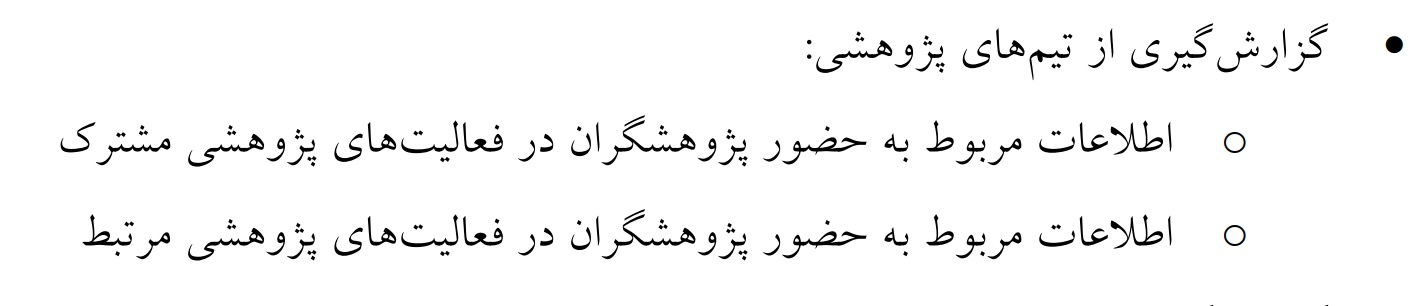 • گزارش‌گیری از تیم‌های پژوهشی:
○ اطلاعات مربوط به حضور پژوهشگران در فعالیت‌های پژوهشی مشترک
○ اطلاعات مربوط به حضور پژوهشگران در فعالیت‌های پژوهشی مرتبط